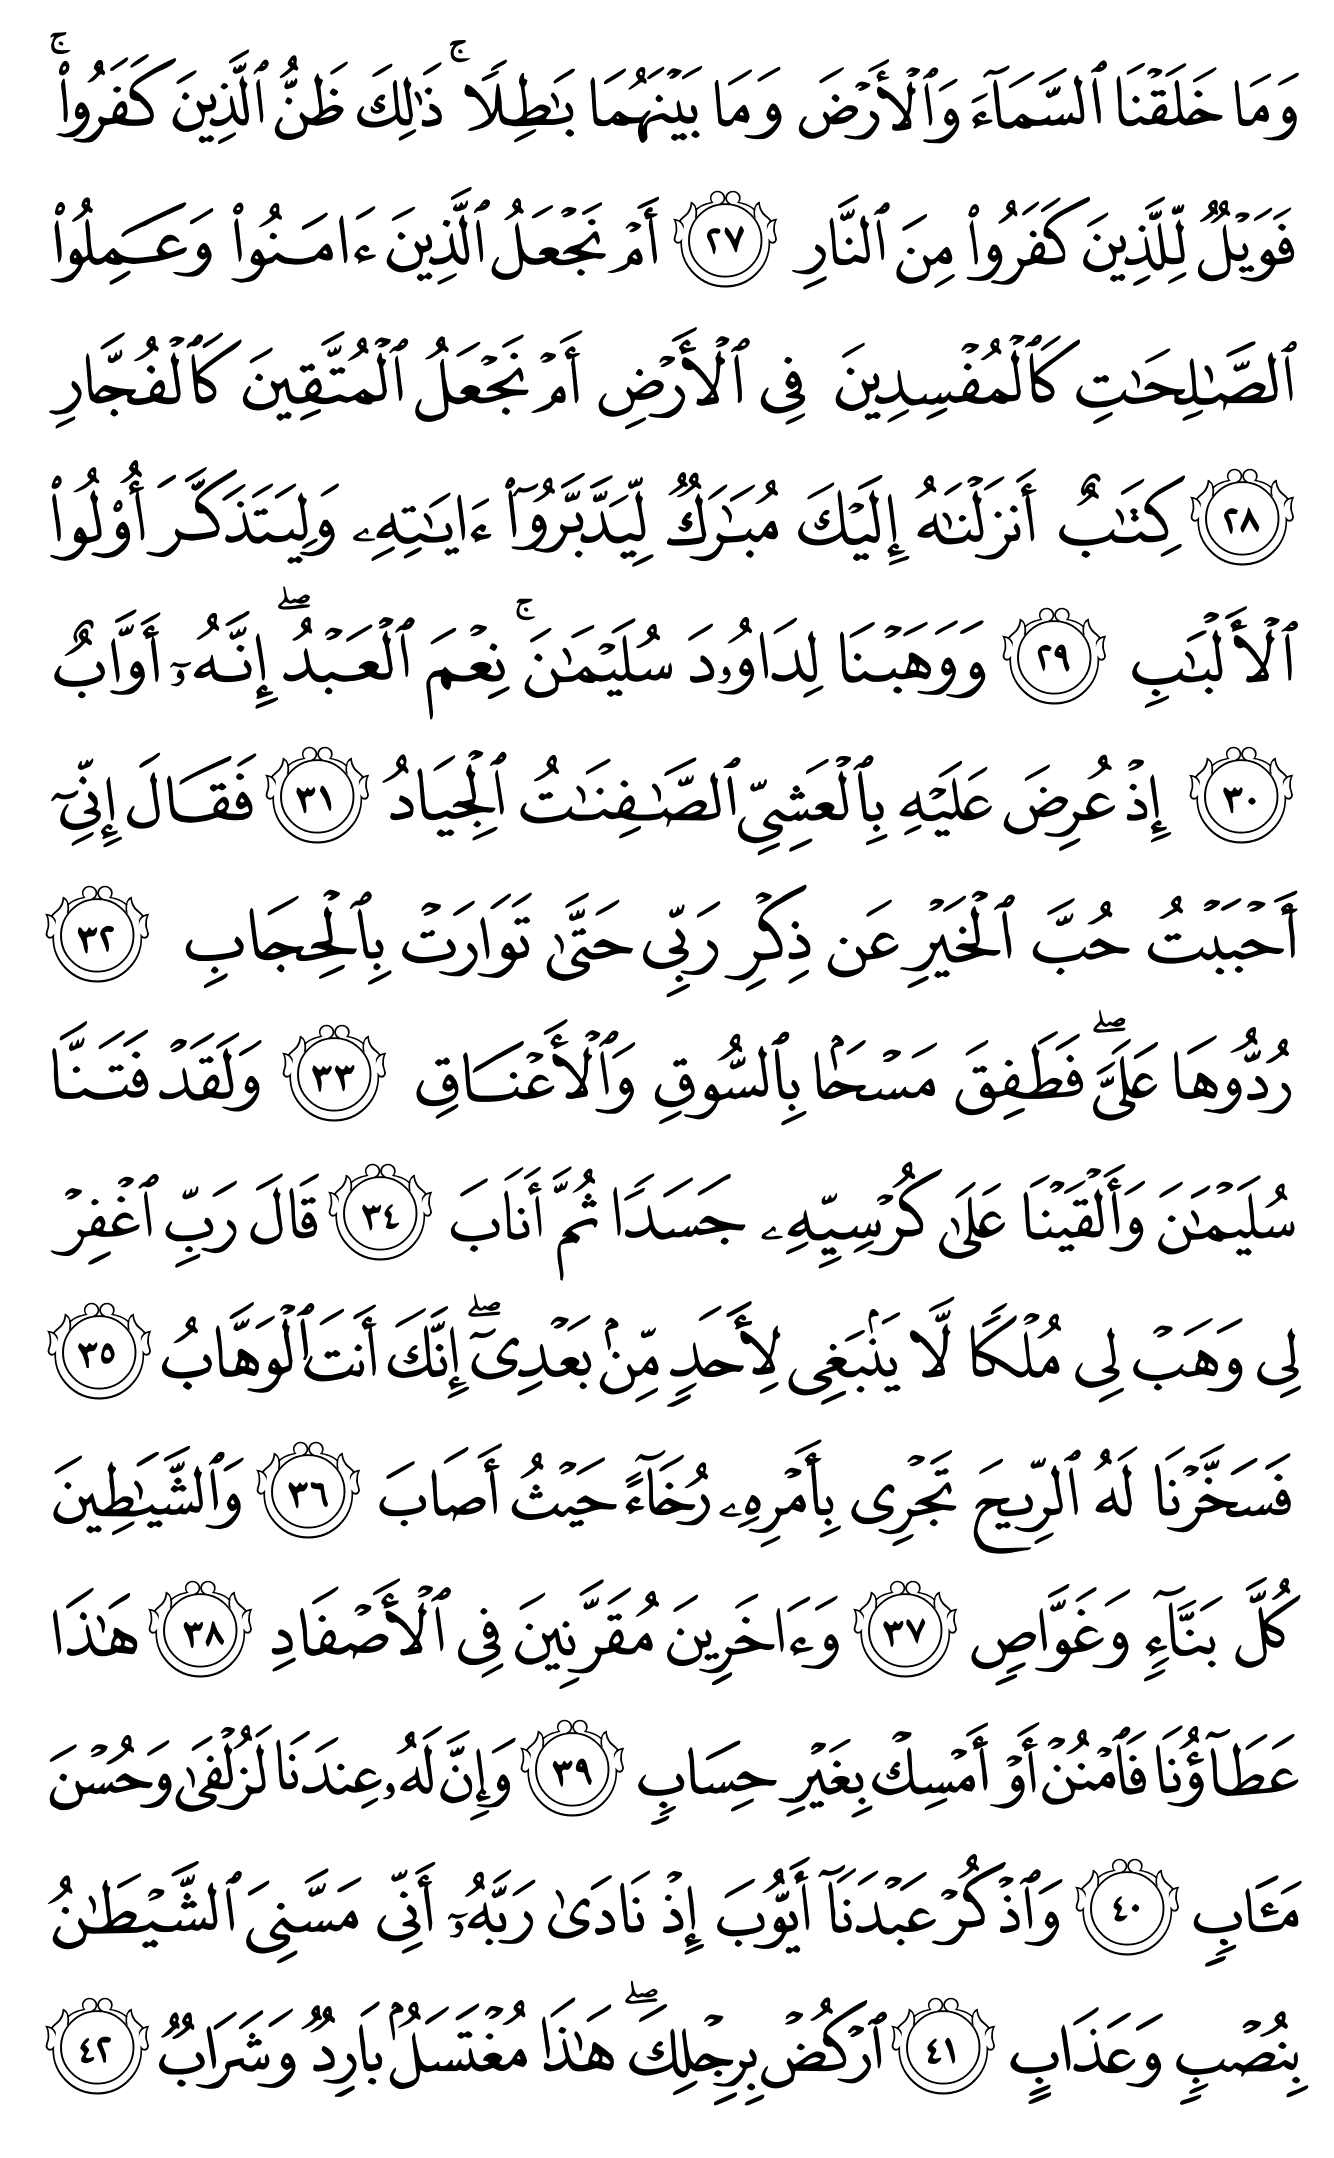 وَمَا خَلَقْنَا ٱلسَّمَآءَ وَٱلْأَرْضَ وَمَا بَيْنَهُمَا بَٰطِلًا ۚ ذَٰلِكَ ظَنُّ ٱلَّذِينَ كَفَرُوا۟ ۚ
فَوَيْلٌ لِّلَّذِينَ كَفَرُوا۟ مِنَ ٱلنَّارِ ٢٧ أَمْ نَجْعَلُ ٱلَّذِينَ ءَامَنُوا۟ وَعَمِلُوا۟
ٱلصَّٰلِحَٰتِ كَٱلْمُفْسِدِينَ فِى ٱلْأَرْضِ أَمْ نَجْعَلُ ٱلْمُتَّقِينَ كَٱلْفُجَّارِ
٢٨ كِتَٰبٌ أَنزَلْنَٰهُ إِلَيْكَ مُبَٰرَكٌ لِّيَدَّبَّرُوٓا۟ ءَايَٰتِهِۦ وَلِيَتَذَكَّرَ أُو۟لُوا۟
ٱلْأَلْبَٰبِ ٢٩ وَوَهَبْنَا لِدَاوُۥدَ سُلَيْمَٰنَ ۚ نِعْمَ ٱلْعَبْدُ ۖ إِنَّهُۥٓ أَوَّابٌ
٣٠ إِذْ عُرِضَ عَلَيْهِ بِٱلْعَشِىِّ ٱلصَّٰفِنَٰتُ ٱلْجِيَادُ ٣١ فَقَالَ إِنِّىٓ
أَحْبَبْتُ حُبَّ ٱلْخَيْرِ عَن ذِكْرِ رَبِّى حَتَّىٰ تَوَارَتْ بِٱلْحِجَابِ ٣٢
رُدُّوهَا عَلَىَّ ۖ فَطَفِقَ مَسْحًۢا بِٱلسُّوقِ وَٱلْأَعْنَاقِ ٣٣ وَلَقَدْ فَتَنَّا
سُلَيْمَٰنَ وَأَلْقَيْنَا عَلَىٰ كُرْسِيِّهِۦ جَسَدًا ثُمَّ أَنَابَ ٣٤ قَالَ رَبِّ ٱغْفِرْ
لِى وَهَبْ لِى مُلْكًا لَّا يَنۢبَغِى لِأَحَدٍ مِّنۢ بَعْدِىٓ ۖ إِنَّكَ أَنتَ ٱلْوَهَّابُ ٣٥
فَسَخَّرْنَا لَهُ ٱلرِّيحَ تَجْرِى بِأَمْرِهِۦ رُخَآءً حَيْثُ أَصَابَ ٣٦ وَٱلشَّيَٰطِينَ
كُلَّ بَنَّآءٍ وَغَوَّاصٍ ٣٧ وَءَاخَرِينَ مُقَرَّنِينَ فِى ٱلْأَصْفَادِ ٣٨ هَٰذَا
عَطَآؤُنَا فَٱمْنُنْ أَوْ أَمْسِكْ بِغَيْرِ حِسَابٍ ٣٩ وَإِنَّ لَهُۥ عِندَنَا لَزُلْفَىٰ وَحُسْنَ
مَـَٔابٍ ٤٠ وَٱذْكُرْ عَبْدَنَآ أَيُّوبَ إِذْ نَادَىٰ رَبَّهُۥٓ أَنِّى مَسَّنِىَ ٱلشَّيْطَٰنُ
بِنُصْبٍ وَعَذَابٍ ٤١ ٱرْكُضْ بِرِجْلِكَ ۖ هَٰذَا مُغْتَسَلٌۢ بَارِدٌ وَشَرَابٌ ٤٢